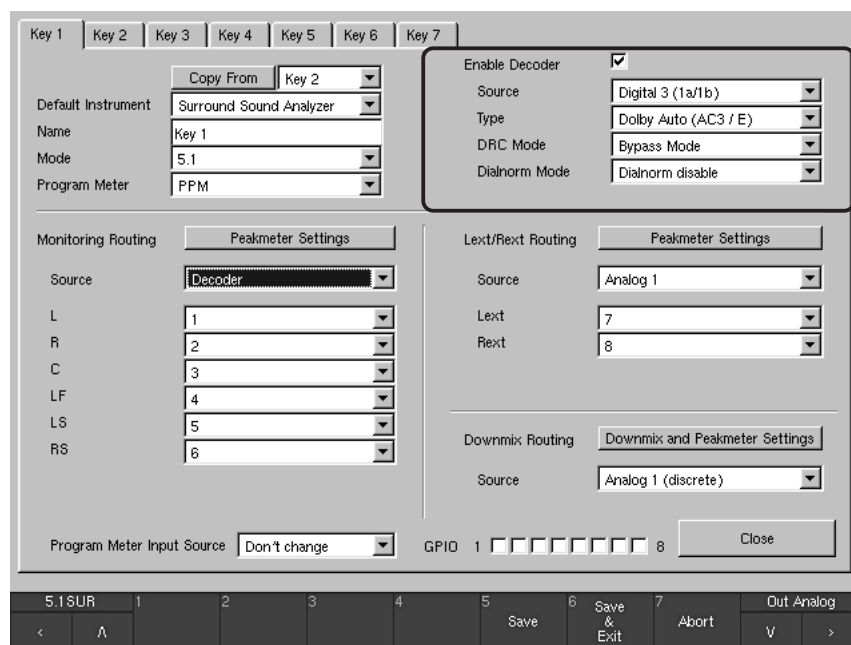 Key 1 Key 2 Key 3 Key 4 Key 5 Key 6 Key 7
Copy From Key 2
Default Instrument Surround Sound Analyzer
Name Key 1
Mode 5.1
Program Meter PPM
Enable Decoder
Source Digital 3 (1a/1b)
Type Dolby Auto (AC3 / E)
DRC Mode Bypass Mode
Dialnorm Mode Dialnorm disable
Monitoring Routing Peakmeter Settings
Source Decoder
L 1
R 2
C 3
LF 4
LS 5
RS 6
Lext/Rext Routing Peakmeter Settings
Source Analog 1
Lext 7
Rext 8
Downmix Routing Downmix and Peakmeter Settings
Source Analog 1 (discrete)
Program Meter Input Source Don't change
GPIO 1 8
Close
5.1SUR 1 2 3 4 5 6 7 Out Analog
< Λ Save Save & Exit Abort V >